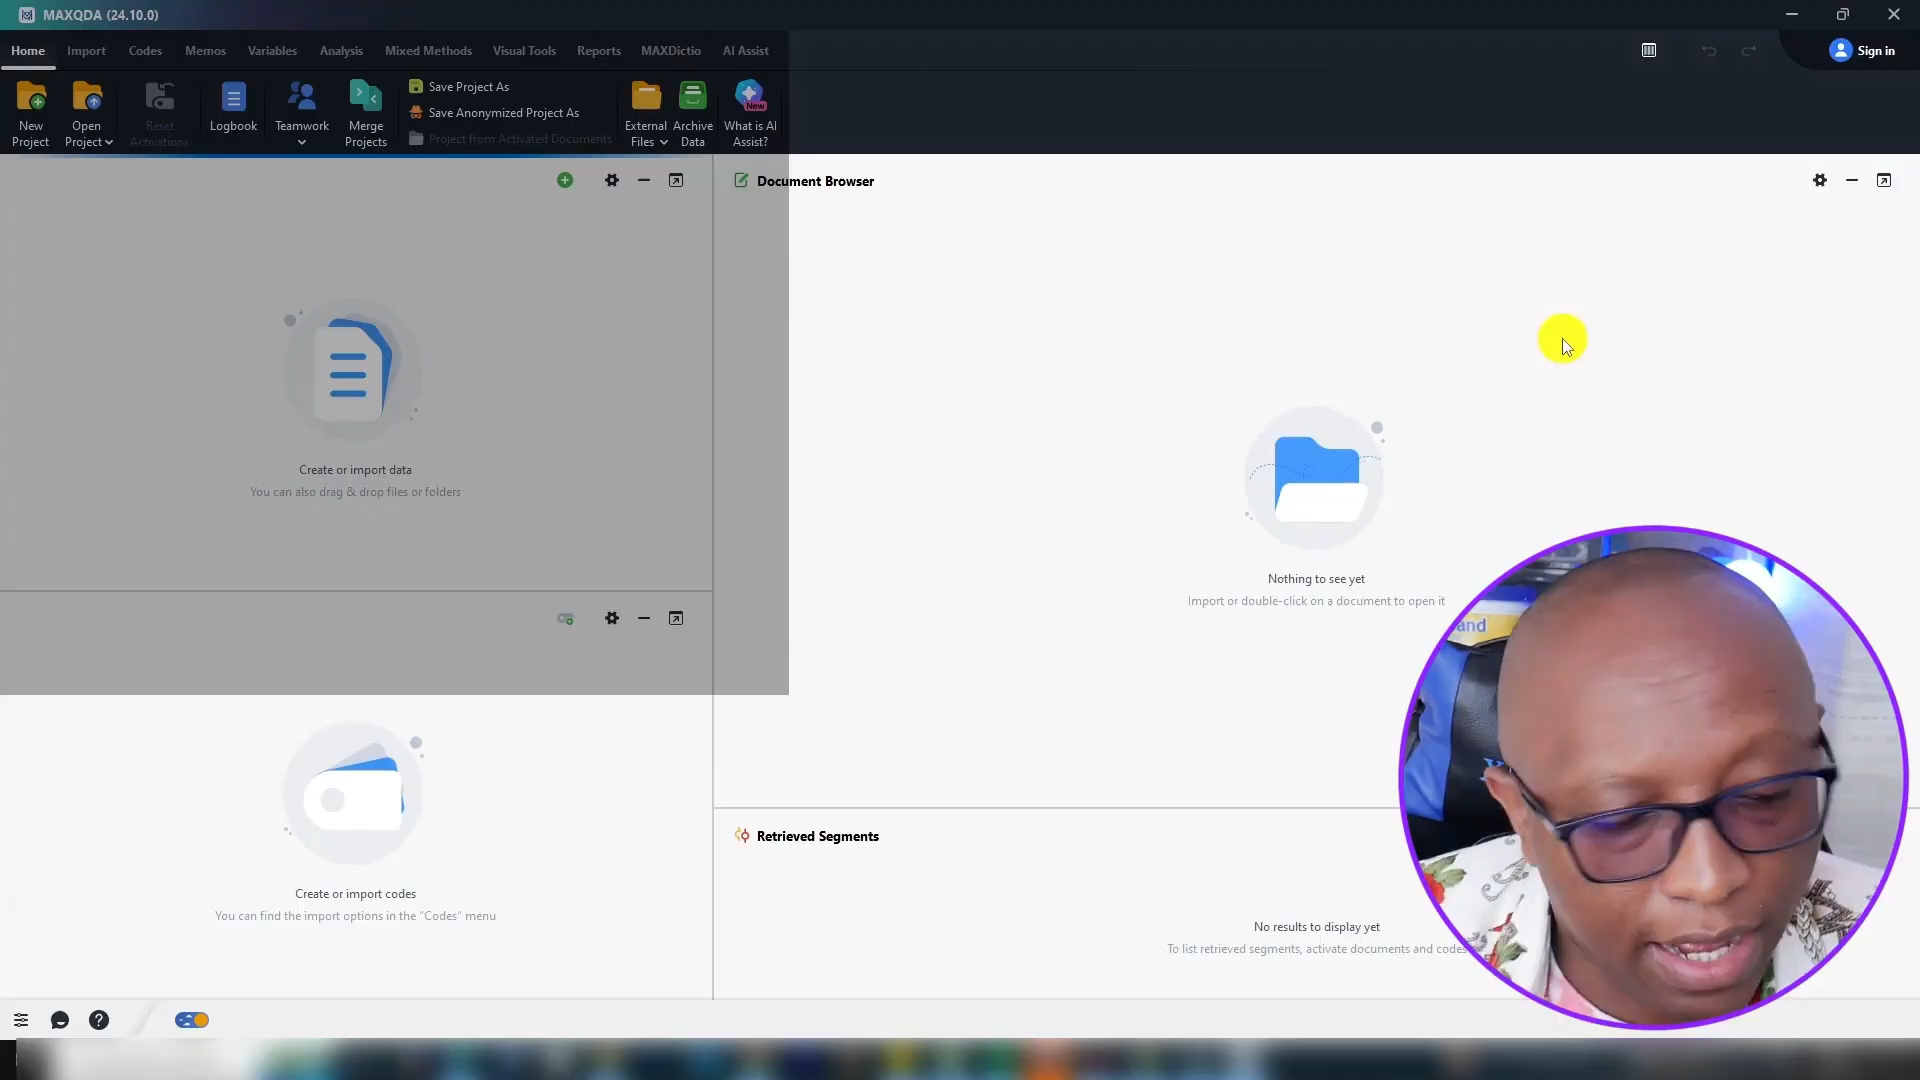 MAXQDA (24.10.0)
Home Import Codes Memos Variables Analysis Mixed Methods Visual Tools Reports MAXDictio AI Assist
Sign in
New Project
Open Project
Reset Activations
Logbook
Teamwork
Merge Projects
Save Project As
Save Anonymized Project As
Project from Activated Documents
External Files
Archive Data
New
What is AI Assist?
Document Browser
Create or import data
You can also drag & drop files or folders
Nothing to see yet
Import or double-click on a document to open it
and
Create or import codes
You can find the import options in the "Codes" menu
Retrieved Segments
No results to display yet
To list retrieved segments, activate documents and codes